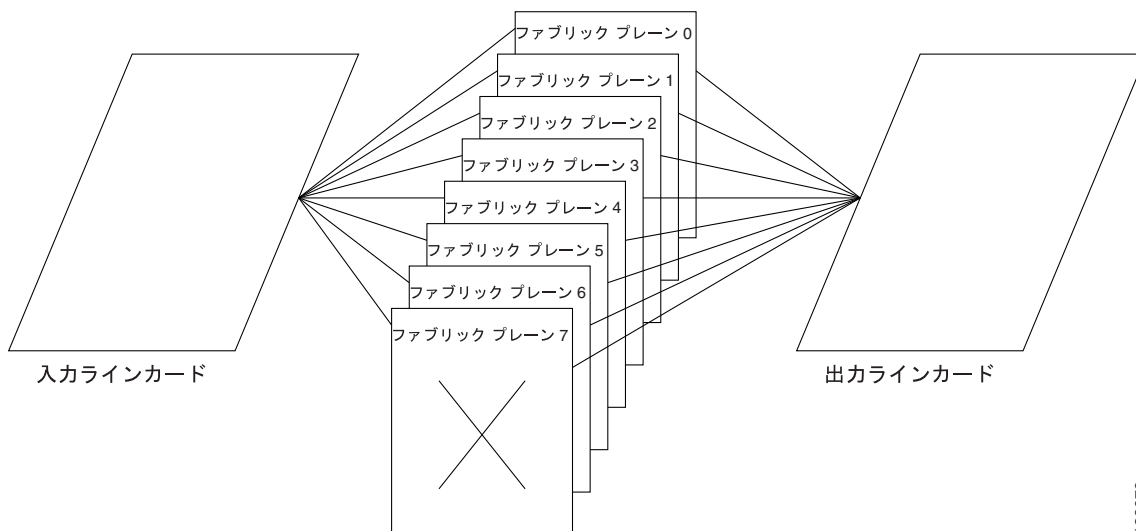 ファブリック プレーン 0
ファブリック プレーン 1
ファブリック プレーン 2
ファブリック プレーン 3
ファブリック プレーン 4
ファブリック プレーン 5
ファブリック プレーン 6
ファブリック プレーン 7
入力ラインカード
出力ラインカード